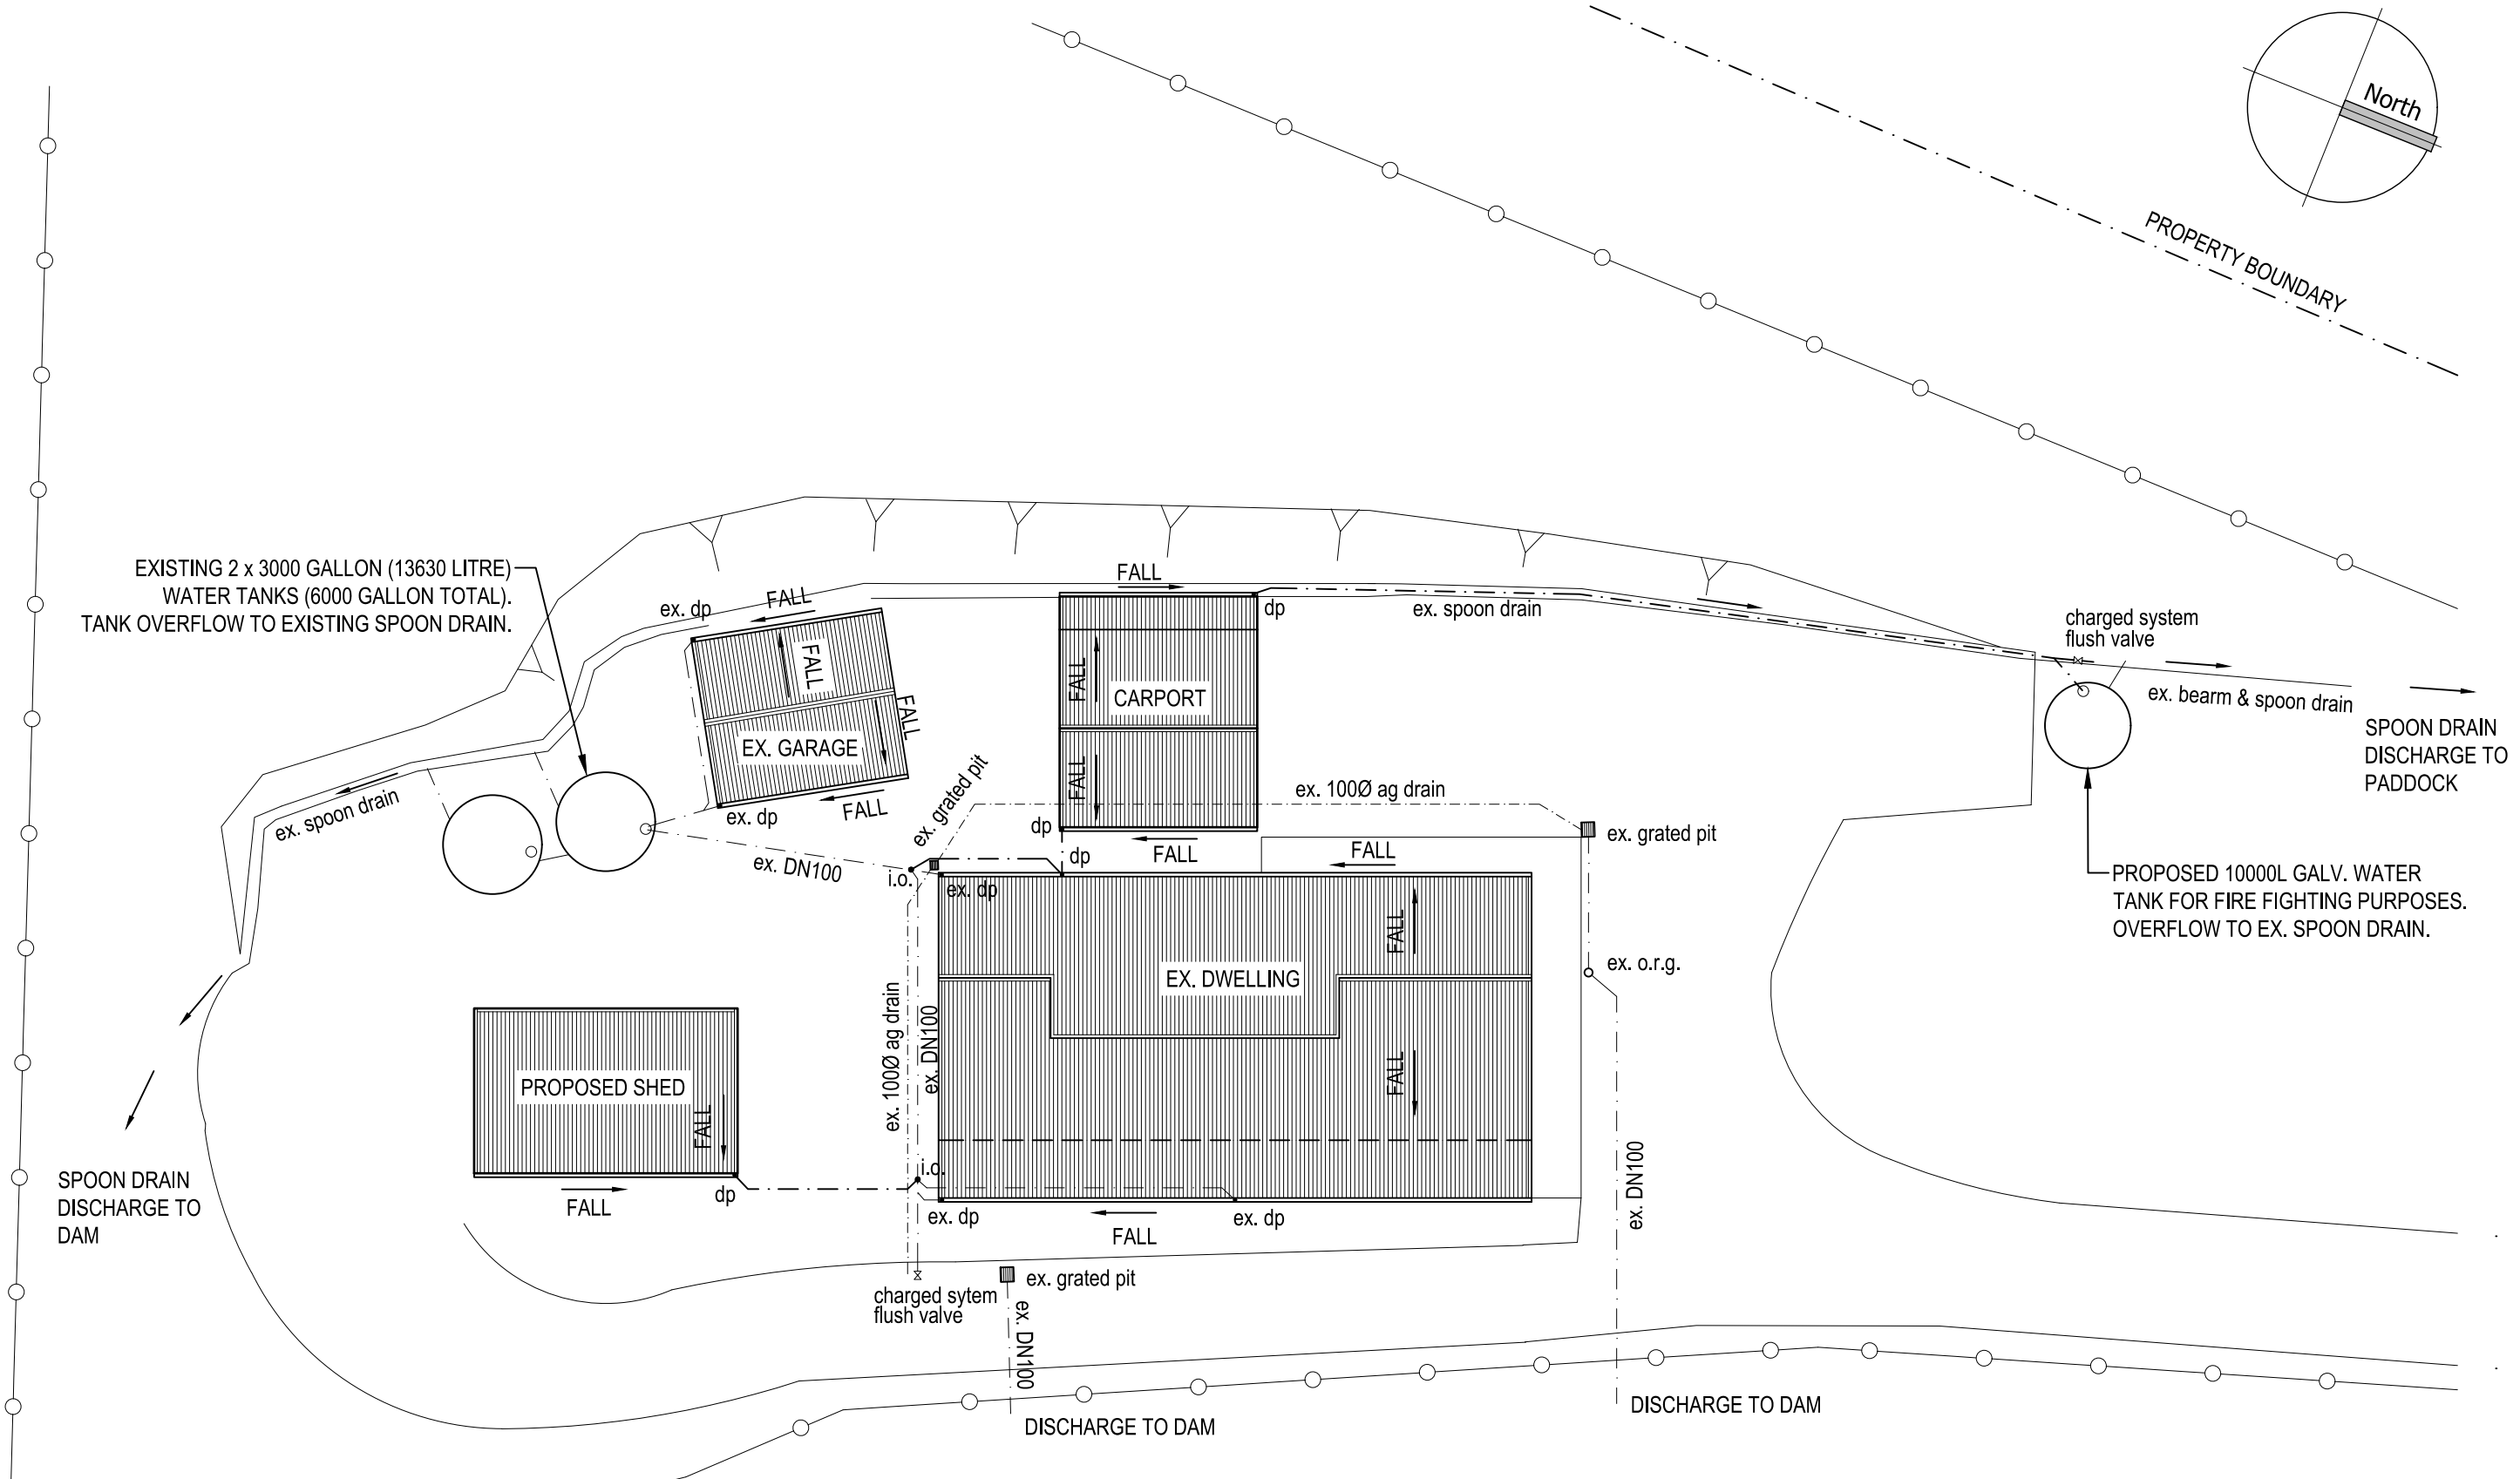 North
PROPERTY BOUNDARY
EXISTING 2 x 3000 GALLON (13630 LITRE)
WATER TANKS (6000 GALLON TOTAL).
TANK OVERFLOW TO EXISTING SPOON DRAIN.
ex. dp
FALL
FALL
FALL
EX. GARAGE
FALL
ex. dp
FALL
dp
ex. spoon drain
FALL
CARPORT
FALL
dp
FALL
charged system
flush valve
ex. bearm & spoon drain
SPOON DRAIN
DISCHARGE TO
PADDOCK
PROPOSED 10000L GALV. WATER
TANK FOR FIRE FIGHTING PURPOSES.
OVERFLOW TO EX. SPOON DRAIN.
ex. spoon drain
ex. DN100
ex. grated pit
ex. 100Ø ag drain
ex. grated pit
dp
FALL
i.o.
ex. dp
FALL
EX. DWELLING
ex. o.r.g.
ex. 100Ø ag drain
ex. DN100
FALL
PROPOSED SHED
FALL
FALL
dp
i.o.
ex. dp
FALL
ex. dp
ex. DN100
SPOON DRAIN
DISCHARGE TO
DAM
ex. grated pit
charged sytem
flush valve
ex. DN100
DISCHARGE TO DAM
DISCHARGE TO DAM